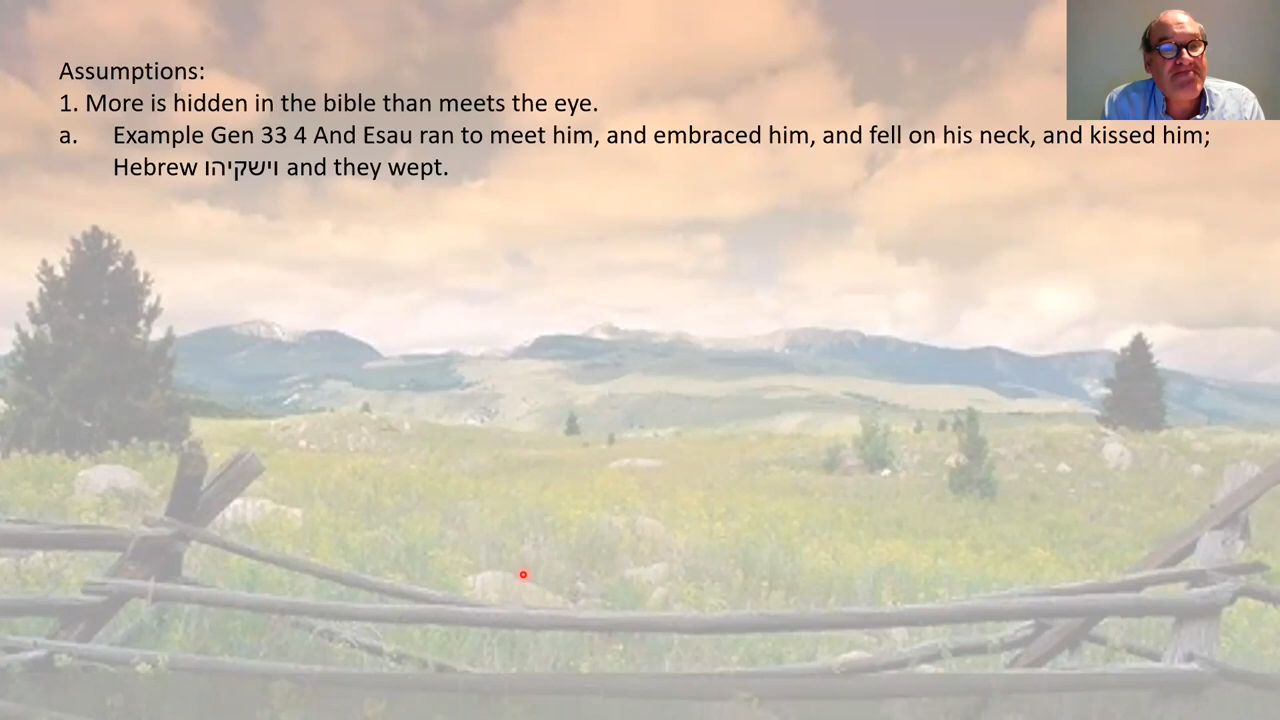 Assumptions:
1. More is hidden in the bible than meets the eye.
a. Example Gen 33 4 And Esau ran to meet him, and embraced him, and fell on his neck, and kissed him;
Hebrew וישקיהו and they wept.